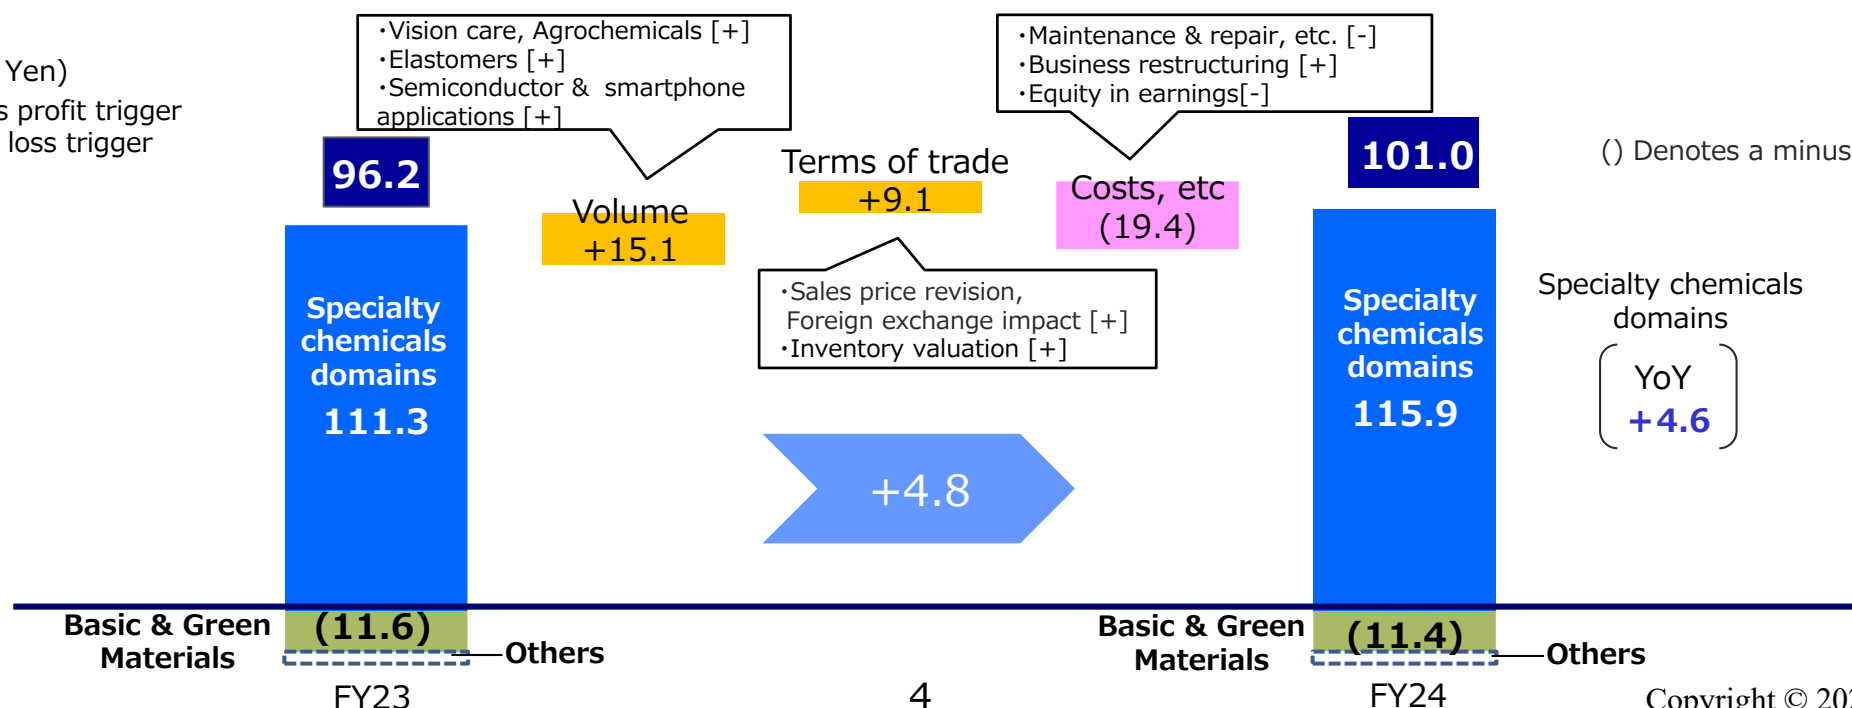 Yen)
s profit trigger
loss trigger
・Vision care, Agrochemicals [+]
・Elastomers [+]
・Semiconductor & smartphone
applications [+]
・Maintenance & repair, etc. [-]
・Business restructuring [+]
・Equity in earnings[-]
96.2
Volume
+15.1
Terms of trade
+9.1
Costs, etc
(19.4)
101.0
() Denotes a minus
・Sales price revision,
Foreign exchange impact [+]
・Inventory valuation [+]
Specialty
chemicals
domains
111.3
+4.8
Specialty
chemicals
domains
115.9
Specialty chemicals
domains
YoY
+4.6
Basic & Green
Materials
(11.6)
Others
Basic & Green
Materials
(11.4)
Others
FY23
4
FY24
Copyright © 202